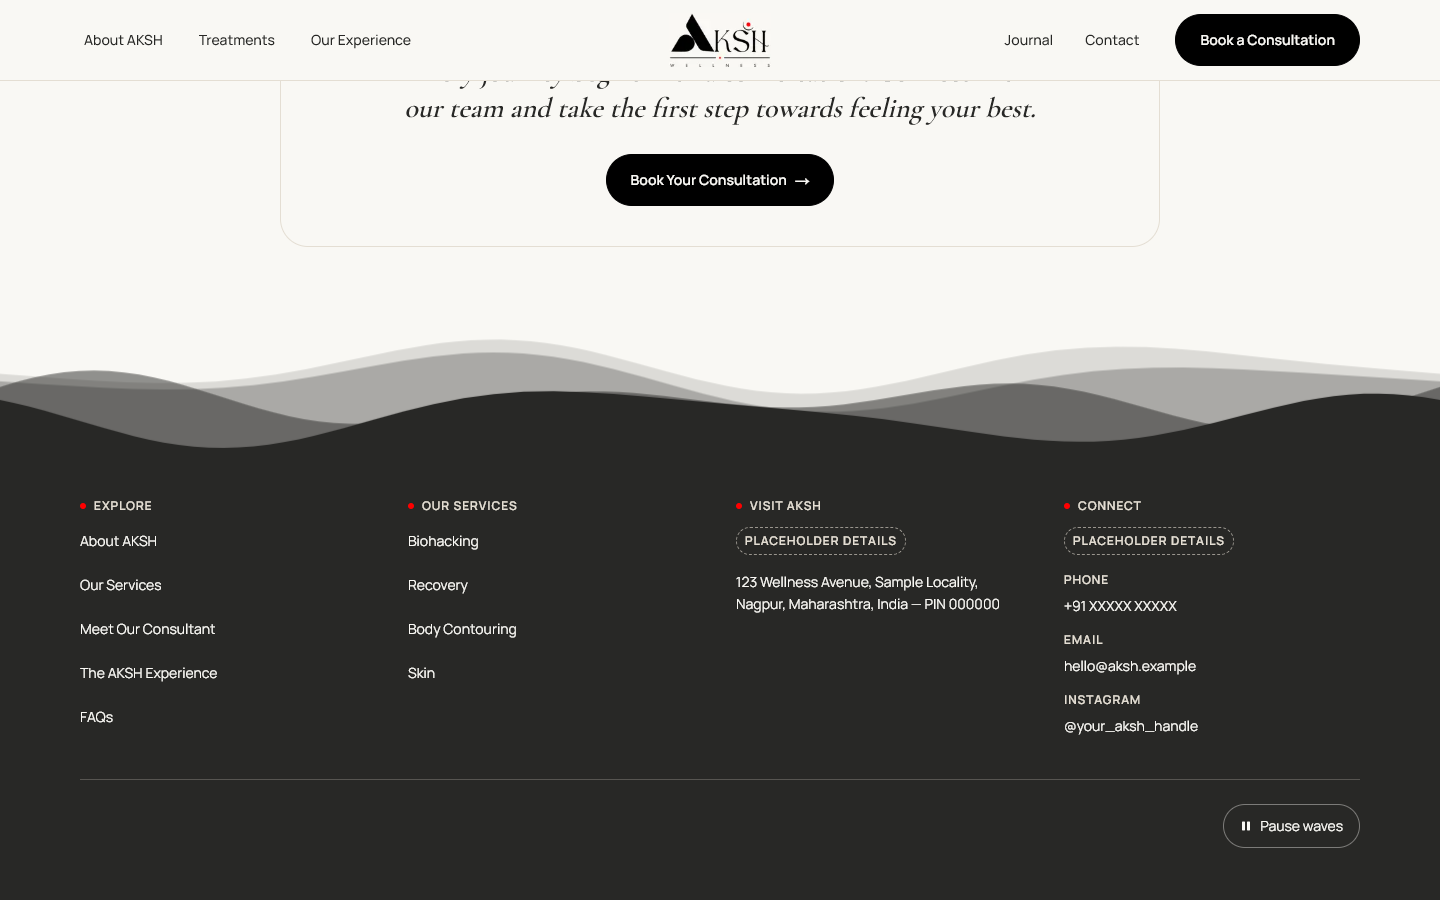 About AKSH
Treatments
Our Experience
AKSH
WELLNESS
Journal
Contact
Book a Consultation
our team and take the first step towards feeling your best.
Book Your Consultation →
EXPLORE
About AKSH
Our Services
Meet Our Consultant
The AKSH Experience
FAQs
OUR SERVICES
Biohacking
Recovery
Body Contouring
Skin
VISIT AKSH
PLACEHOLDER DETAILS
123 Wellness Avenue, Sample Locality,
Nagpur, Maharashtra, India — PIN 000000
CONNECT
PLACEHOLDER DETAILS
PHONE
+91 XXXXX XXXXX
EMAIL
hello@aksh.example
INSTAGRAM
@your_aksh_handle
Pause waves